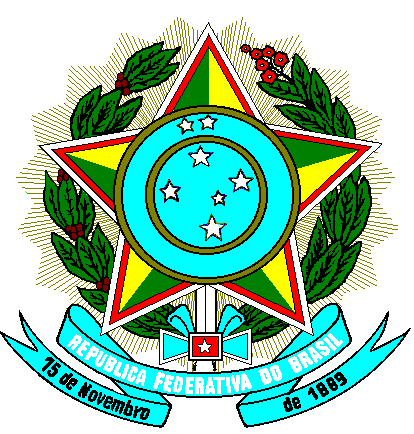 REPUBLICA FEDERATIVA DO BRASIL
15 de Novembro
de 1889